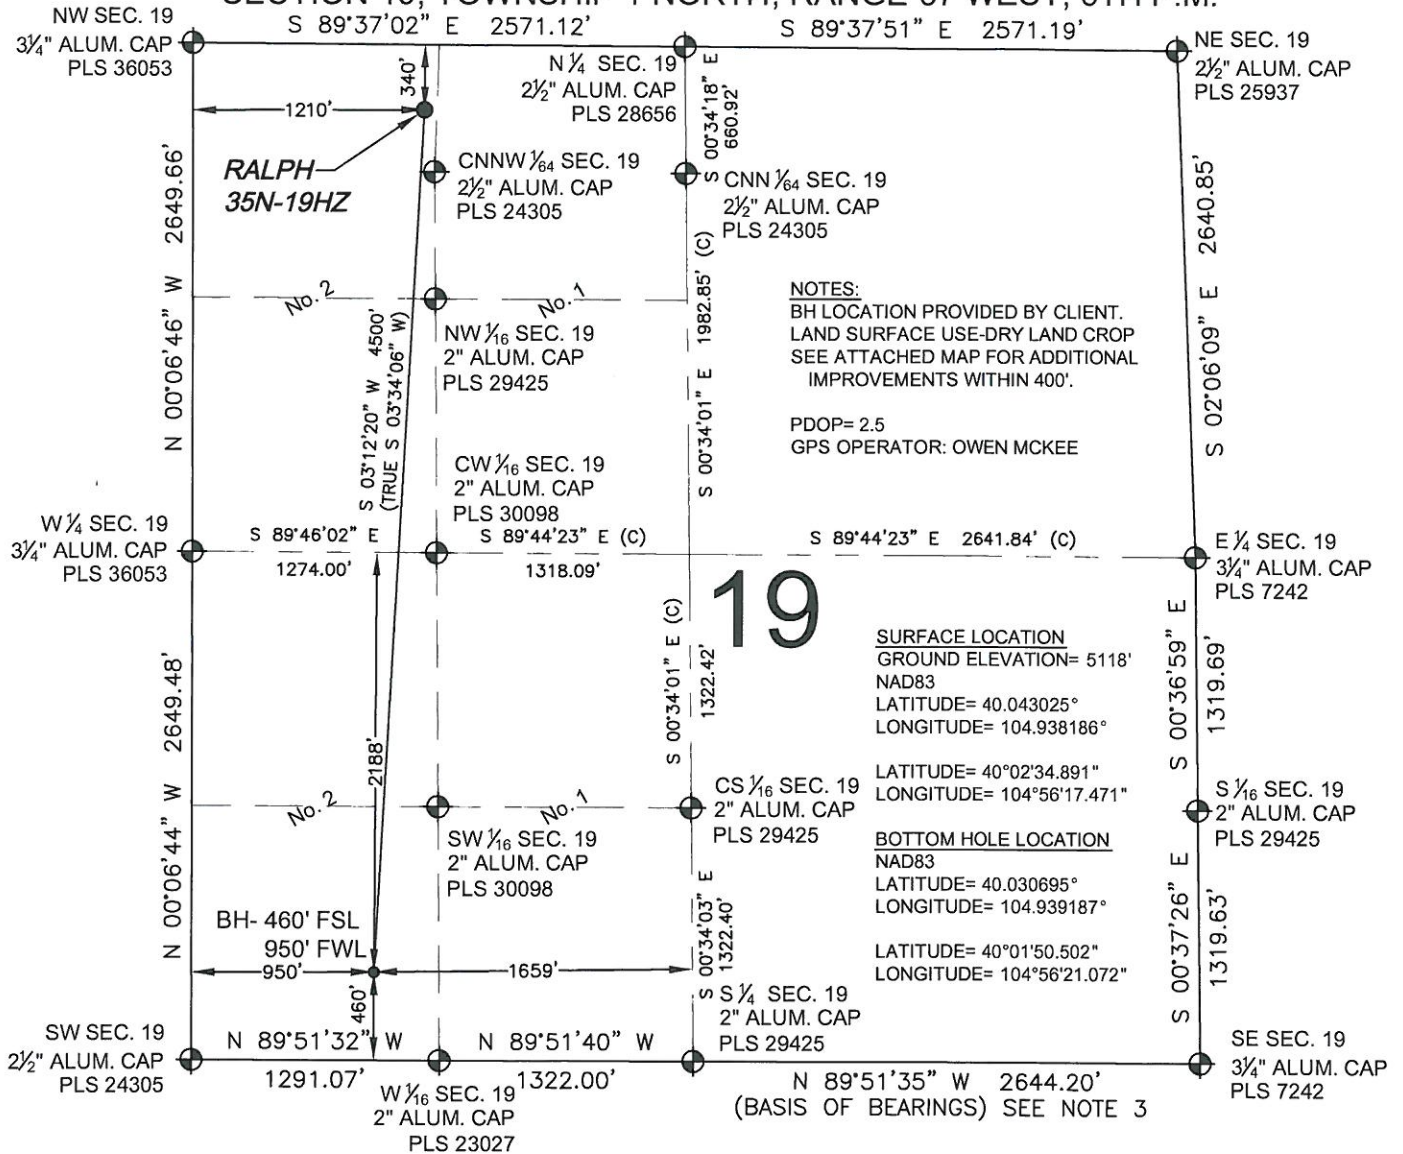 NW SEC. 19
3¼" ALUM. CAP
PLS 36053
S 89°37'02" E 2571.12'
S 89°37'51" E 2571.19'
NE SEC. 19
2½" ALUM. CAP
PLS 25937
340'
1210'
N ¼ SEC. 19
2½" ALUM. CAP
PLS 28656
S 00°34'18" E
660.92'
RALPH
35N-19HZ
CNNW 1⁄64 SEC. 19
2½" ALUM. CAP
PLS 24305
CNN 1⁄64 SEC. 19
2½" ALUM. CAP
PLS 24305
N 00°06'46" W 2649.66'
S 02°06'09" E 2640.85'
No. 2
No. 1
NW 1⁄16 SEC. 19
2" ALUM. CAP
PLS 29425
S 00°34'01" E 1982.85' (C)
NOTES:
BH LOCATION PROVIDED BY CLIENT.
LAND SURFACE USE-DRY LAND CROP
SEE ATTACHED MAP FOR ADDITIONAL
IMPROVEMENTS WITHIN 400'.
PDOP= 2.5
GPS OPERATOR: OWEN MCKEE
S 03°12'20" W 4500'
(TRUE S 03°34'06" W)
CW 1⁄16 SEC. 19
2" ALUM. CAP
PLS 30098
W ¼ SEC. 19
3¼" ALUM. CAP
PLS 36053
S 89°46'02" E
1274.00'
S 89°44'23" E (C)
1318.09'
S 89°44'23" E 2641.84' (C)
E ¼ SEC. 19
3¼" ALUM. CAP
PLS 7242
19
N 00°06'44" W 2649.48'
2188'
S 00°34'01" E (C)
1322.42'
SURFACE LOCATION
GROUND ELEVATION= 5118'
NAD83
LATITUDE= 40.043025°
LONGITUDE= 104.938186°
LATITUDE= 40°02'34.891"
LONGITUDE= 104°56'17.471"
S 00°36'59" E
1319.69'
No. 2
No. 1
SW 1⁄16 SEC. 19
2" ALUM. CAP
PLS 30098
CS 1⁄16 SEC. 19
2" ALUM. CAP
PLS 29425
S 1⁄16 SEC. 19
2" ALUM. CAP
PLS 29425
BOTTOM HOLE LOCATION
NAD83
LATITUDE= 40.030695°
LONGITUDE= 104.939187°
LATITUDE= 40°01'50.502"
LONGITUDE= 104°56'21.072"
BH- 460' FSL
950' FWL
950'
1659'
460'
S 00°34'03" E
1322.40'
S 00°37'26" E
1319.63'
S ¼ SEC. 19
2" ALUM. CAP
PLS 29425
SW SEC. 19
2½" ALUM. CAP
PLS 24305
N 89°51'32" W
1291.07'
N 89°51'40" W
1322.00'
W 1⁄16 SEC. 19
2" ALUM. CAP
PLS 23027
N 89°51'35" W 2644.20'
(BASIS OF BEARINGS) SEE NOTE 3
SE SEC. 19
3¼" ALUM. CAP
PLS 7242